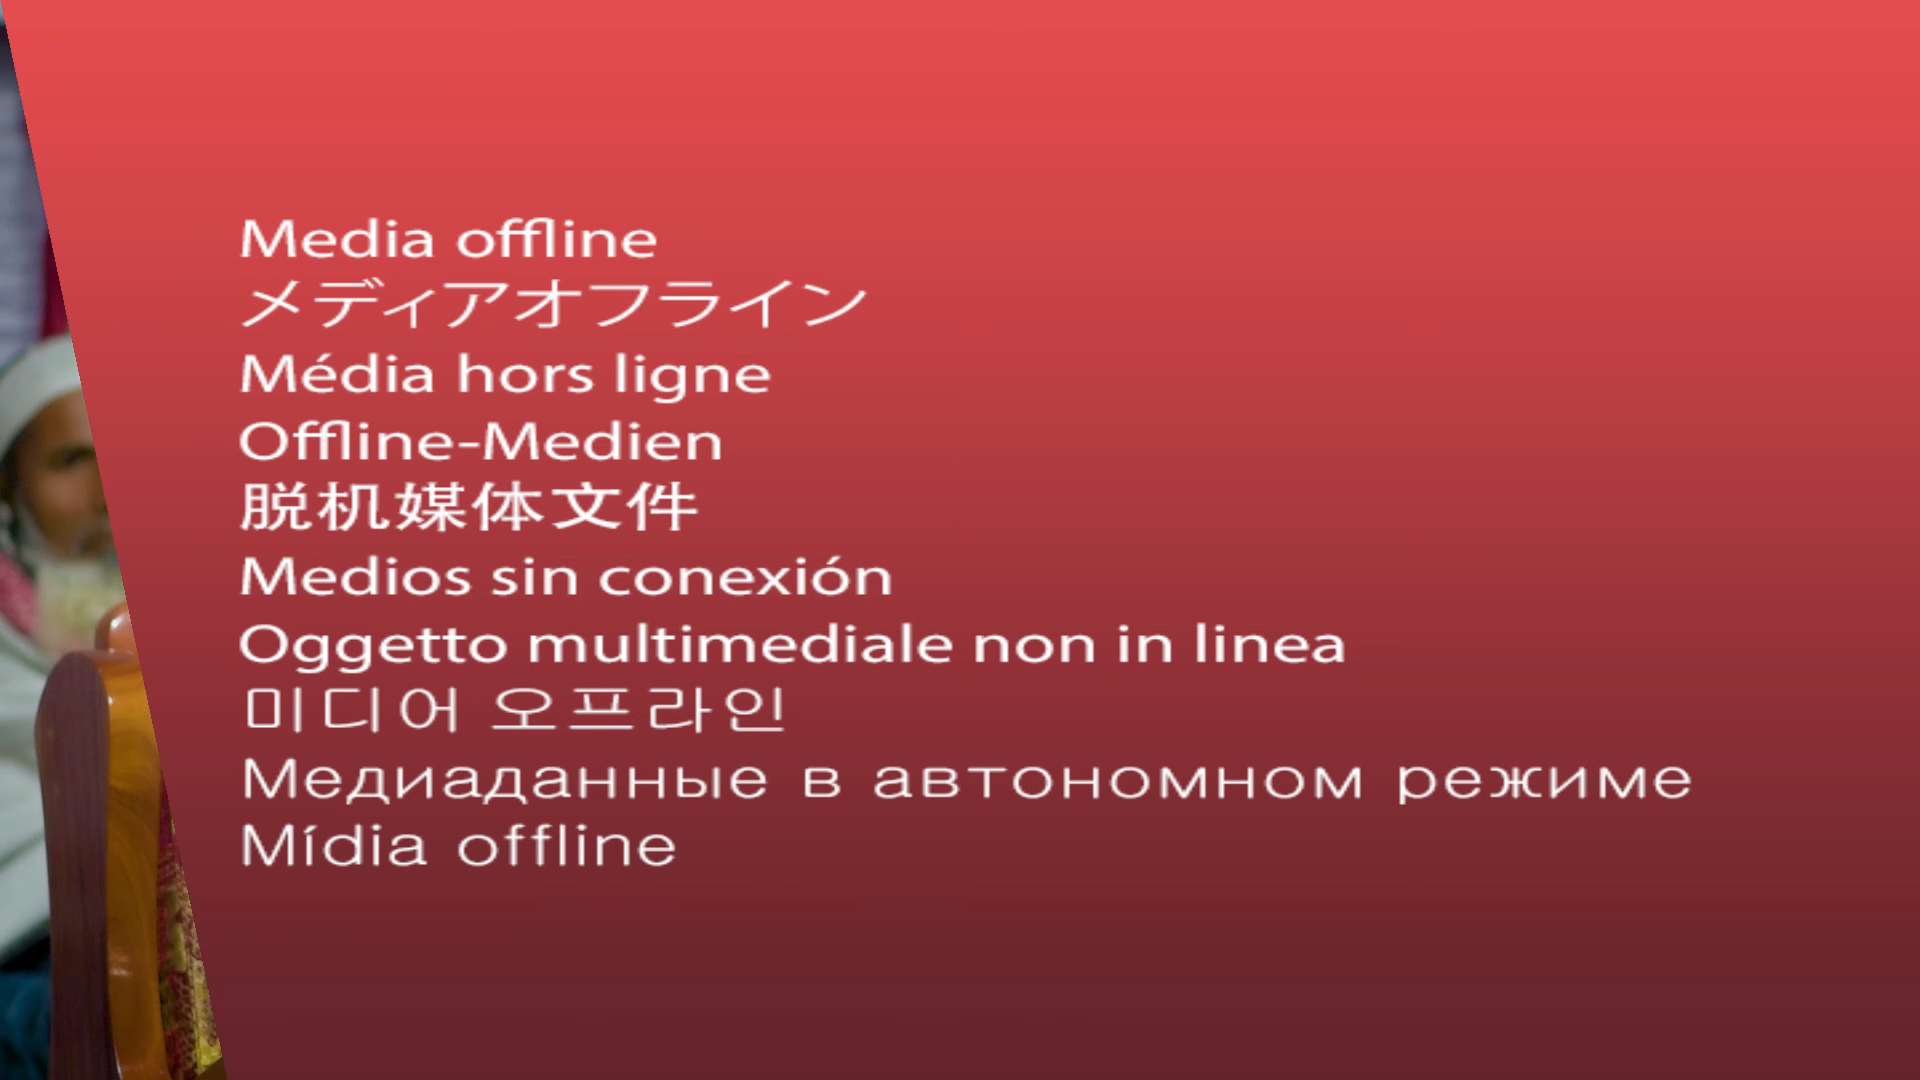 Media offline
メディアオフライン
Média hors ligne
Offline-Medien
脱机媒体文件
Medios sin conexión
Oggetto multimediale non in linea
미디어 오프라인
Медиаданные в автономном режиме
Mídia offline